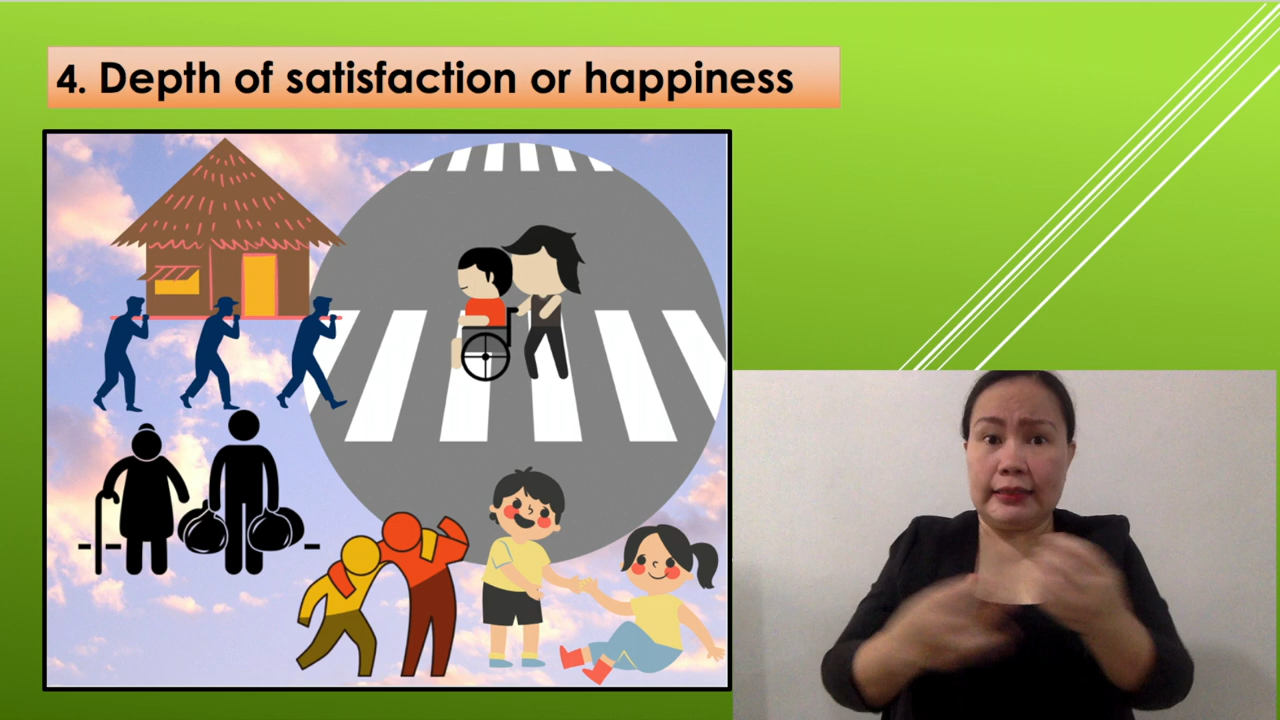 4. Depth of satisfaction or happiness